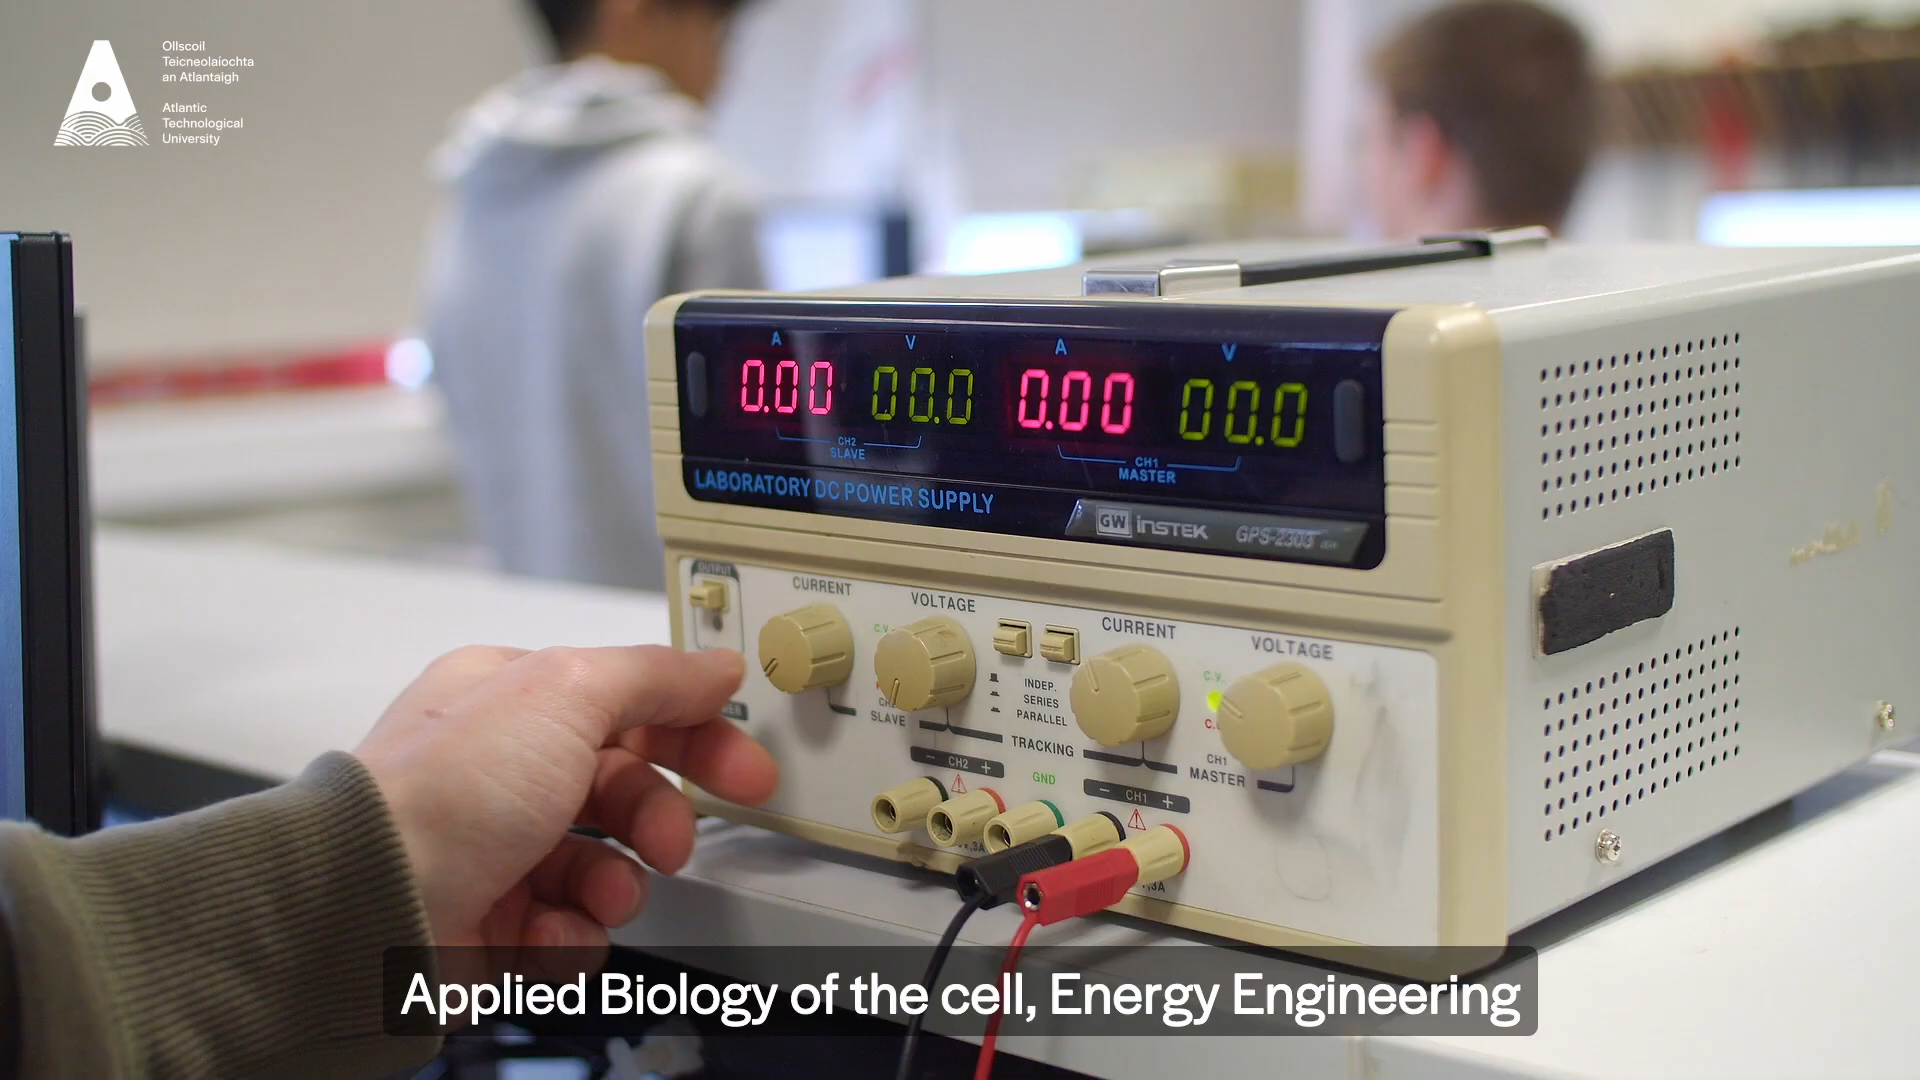 Ollscoil
Teicneolaíochta
an Atlantaigh
Atlantic
Technological
University
A V A V
0.00 00.0 0.00 00.0
CH2
SLAVE
CH1
MASTER
LABORATORY DC POWER SUPPLY
GW INSTEK GPS-2303
OUTPUT
CURRENT
VOLTAGE
CURRENT
VOLTAGE
C.V.
C.V.
INDEP.
SERIES
PARALLEL
SLAVE
TRACKING
CH1
MASTER
- CH2 +
GND
- CH1 +
Applied Biology of the cell, Energy Engineering